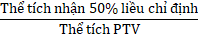 Thể tích nhận 50% liều chỉ định
Thể tích PTV